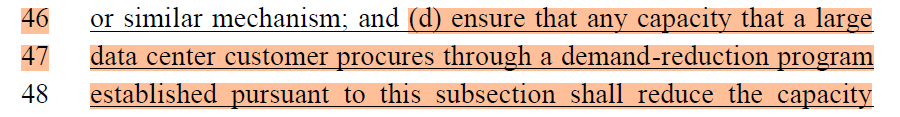 46 or similar mechanism; and (d) ensure that any capacity that a large
47 data center customer procures through a demand-reduction program
48 established pursuant to this subsection shall reduce the capacity